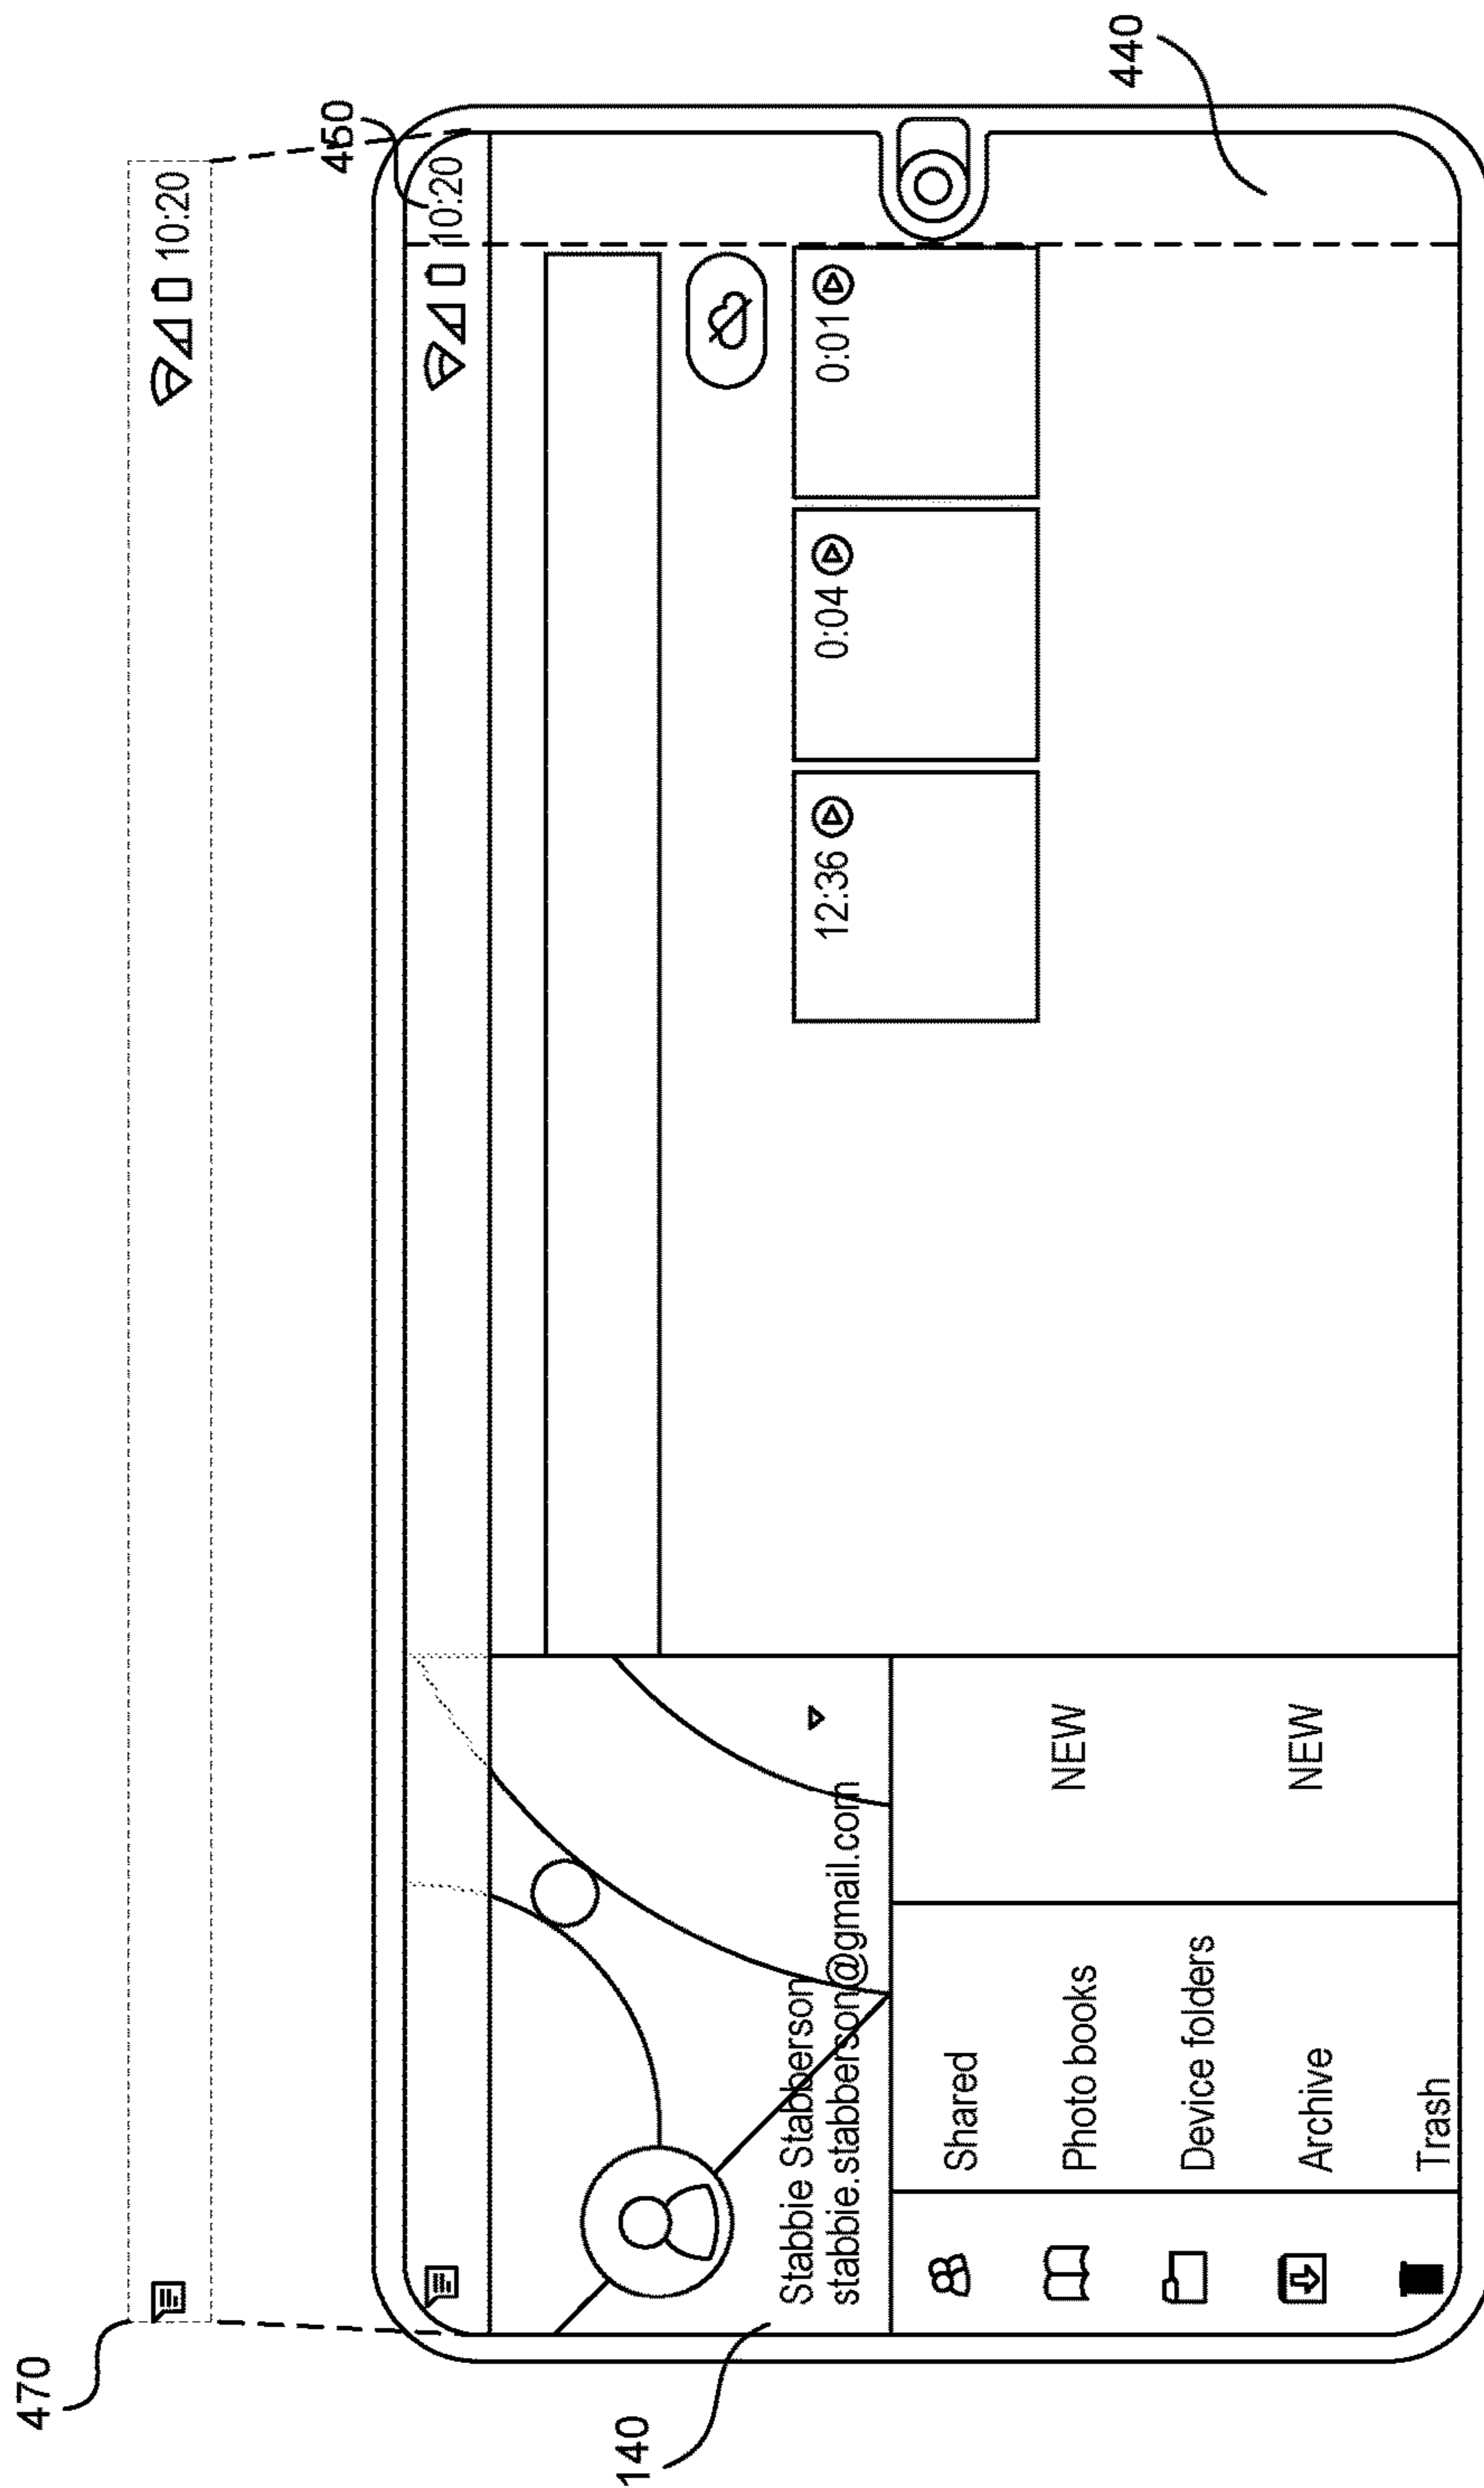 470
10:20
450
10:20
440
0:01
0:04
12:36
140
Stabbie Stabberson
stabbie.stabberson@gmail.com
Shared
Photo books
NEW
Device folders
Archive
NEW
Trash